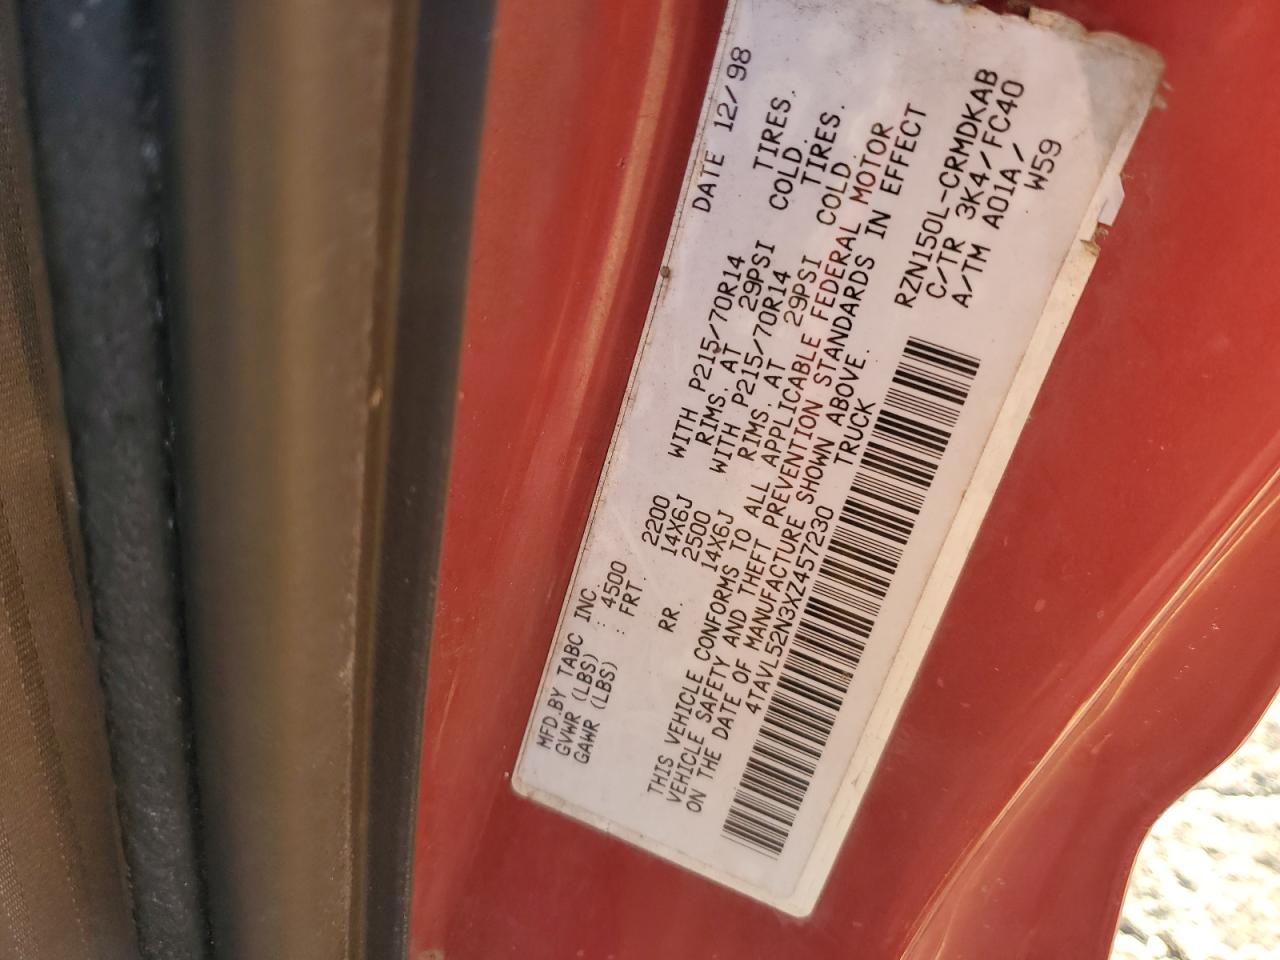 MFD.BY TABC INC. DATE 12/98
GVWR (LBS) : 4500
GAWR (LBS) : FRT. 2200 WITH P215/70R14 TIRES,
14X6J RIMS, AT 29PSI COLD.
RR. 2500 WITH P215/70R14 TIRES.
14X6J RIMS, AT 29PSI COLD
THIS VEHICLE CONFORMS TO ALL APPLICABLE FEDERAL MOTOR
VEHICLE SAFETY AND THEFT PREVENTION STANDARDS IN EFFECT
ON THE DATE OF MANUFACTURE SHOWN ABOVE.
4TAVL52N3XZ457230 TRUCK
RZN150L-CRMDKAB
C/TR 3K4/FC40
A/TM A01A/
W59